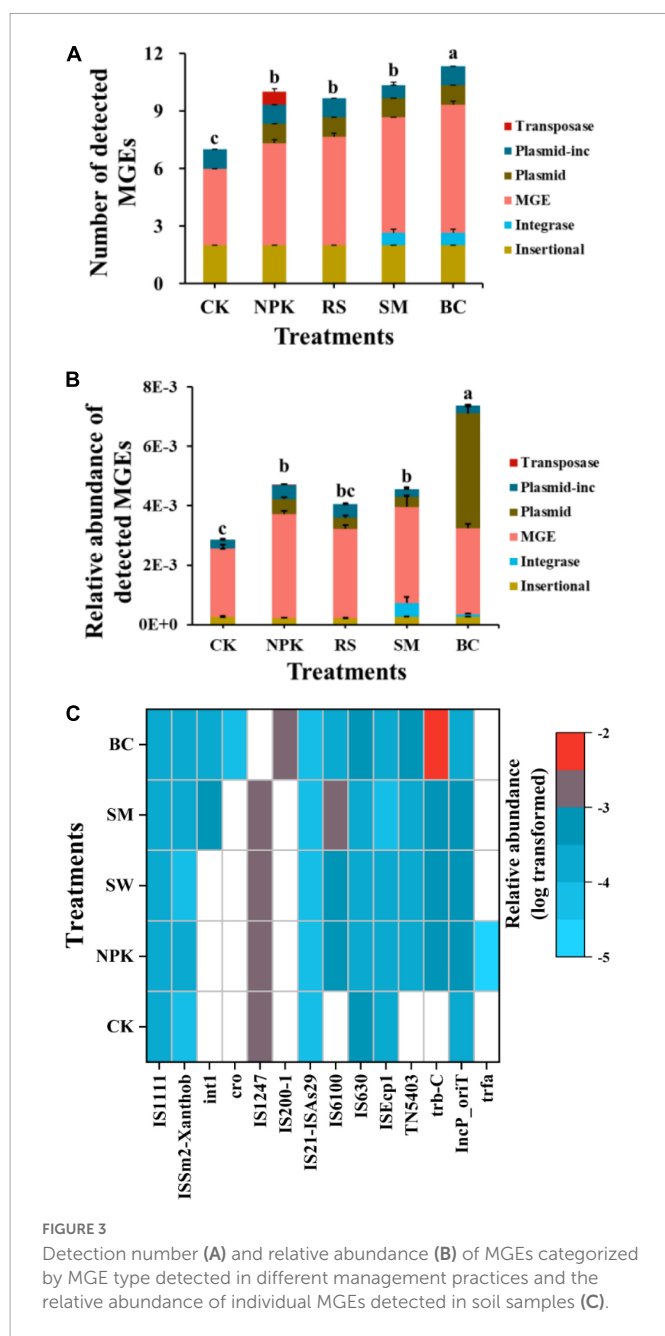 A
Number of detected
MGEs
12
9
6
3
0
c
b
b
b
a
CK NPK RS SM BC
Treatments
Transposase
Plasmid-inc
Plasmid
MGE
Integrase
Insertional
B
Relative abundance of
detected MGEs
8E-3
6E-3
4E-3
2E-3
0E+0
c
b
bc
b
a
CK NPK RS SM BC
Treatments
Transposase
Plasmid-inc
Plasmid
MGE
Integrase
Insertional
C
Treatments
BC
SM
SW
NPK
CK
IS1111
ISSm2-Xanthob
int1
cro
IS1247
IS200-1
IS21-ISAs29
IS6100
IS630
ISEcp1
TN5403
trb-C
IncP_oriT
trfa
Relative abundance
(log transformed)
-2
-3
-4
-5
FIGURE 3
Detection number (A) and relative abundance (B) of MGEs categorized
by MGE type detected in different management practices and the
relative abundance of individual MGEs detected in soil samples (C).